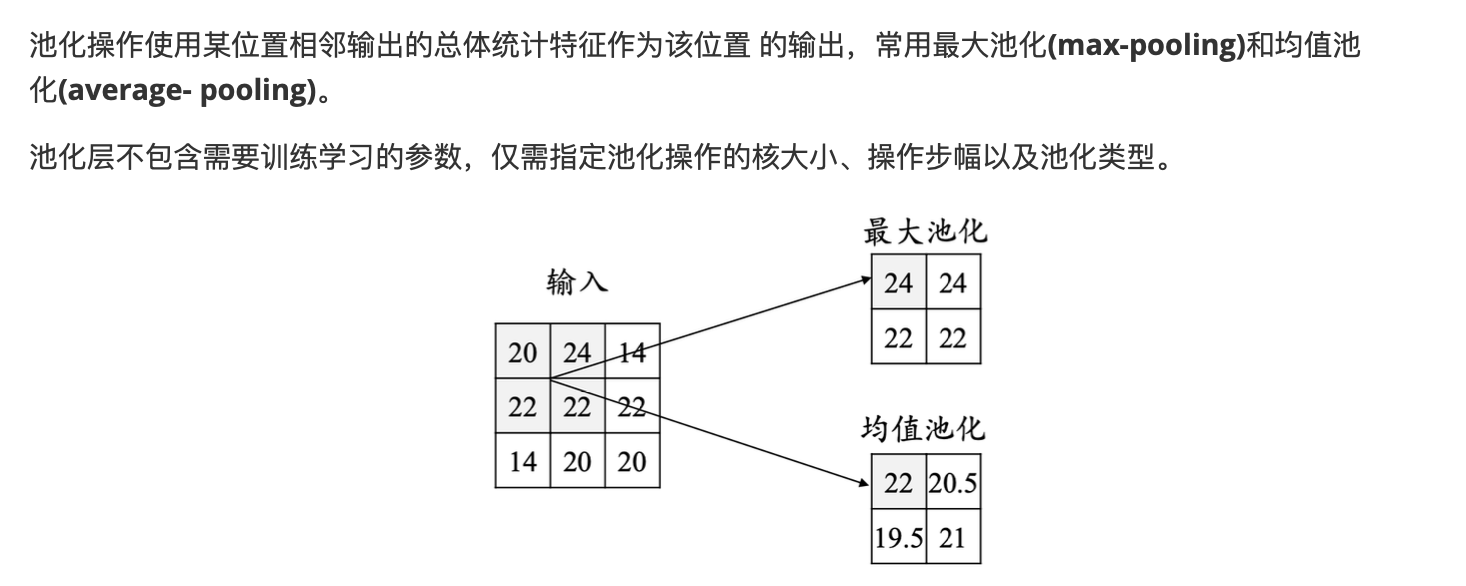 池化操作使用某位置相邻输出的总体统计特征作为该位置 的输出，常用最大池化(max-pooling)和均值池
化(average- pooling)。
池化层不包含需要训练学习的参数，仅需指定池化操作的核大小、操作步幅以及池化类型。
输入
20 24 14
22 22 22
14 20 20
最大池化
24 24
22 22
均值池化
22 20.5
19.5 21